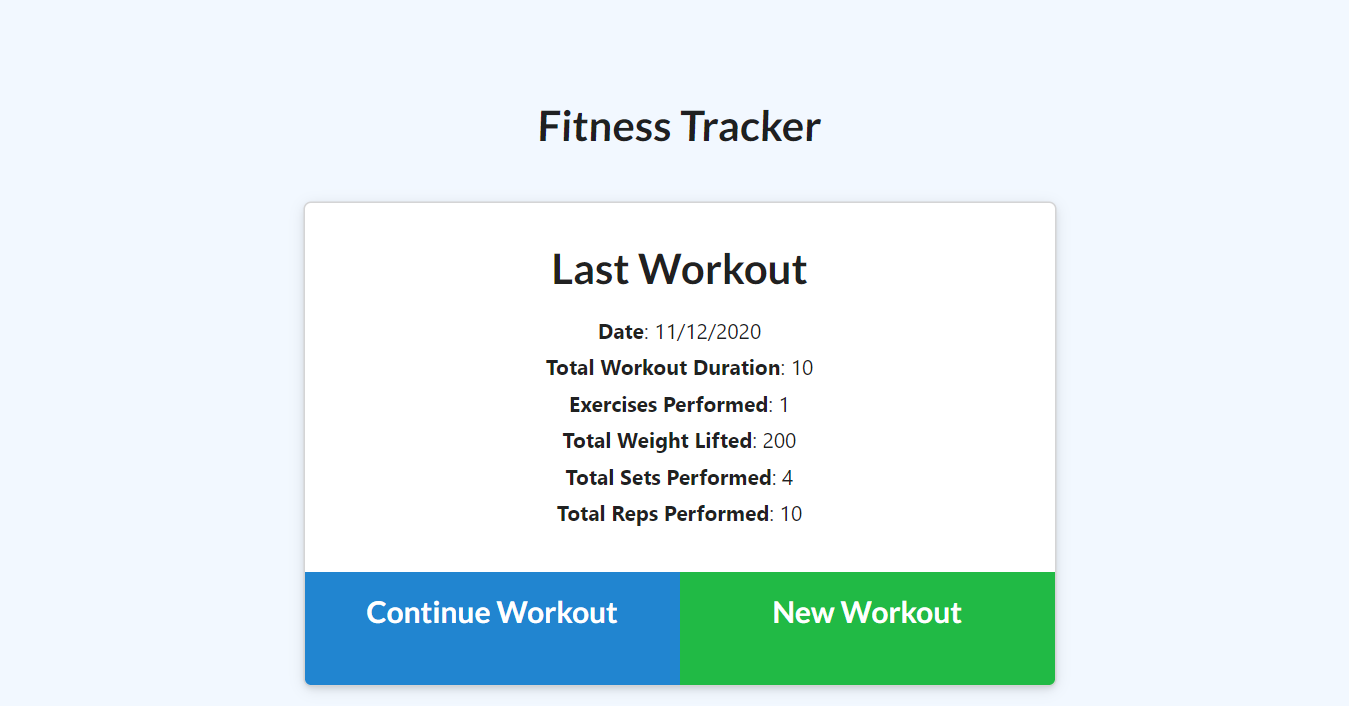 Fitness Tracker
Last Workout
Date: 11/12/2020
Total Workout Duration: 10
Exercises Performed: 1
Total Weight Lifted: 200
Total Sets Performed: 4
Total Reps Performed: 10
Continue Workout
New Workout